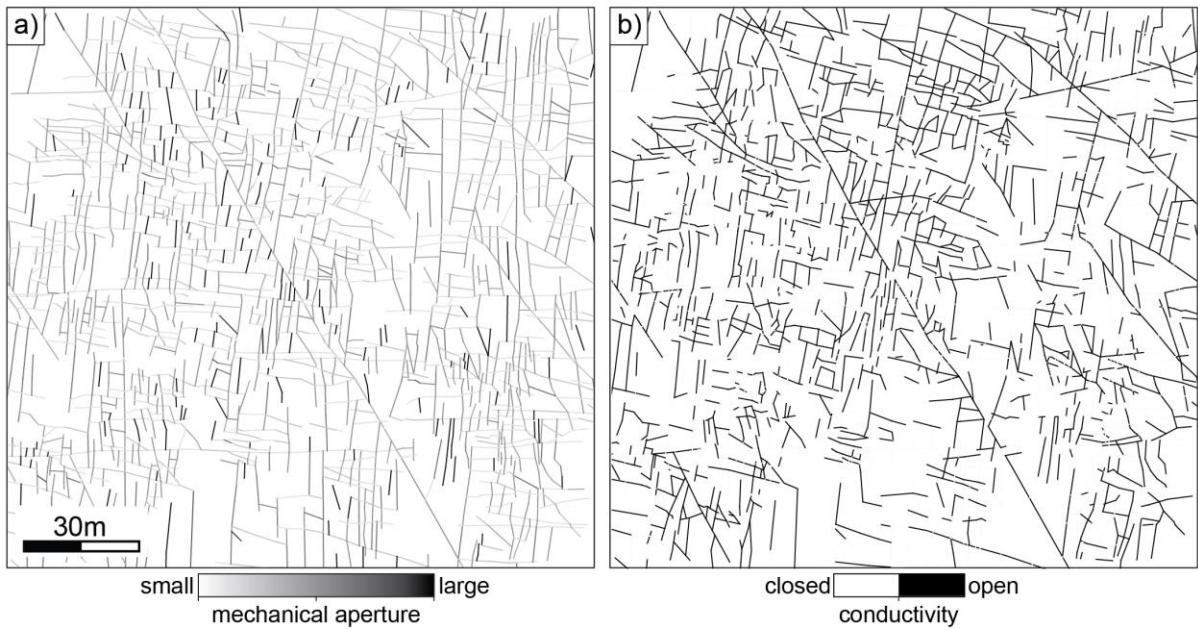 a)
b)
30m
small large
mechanical aperture
closed open
conductivity